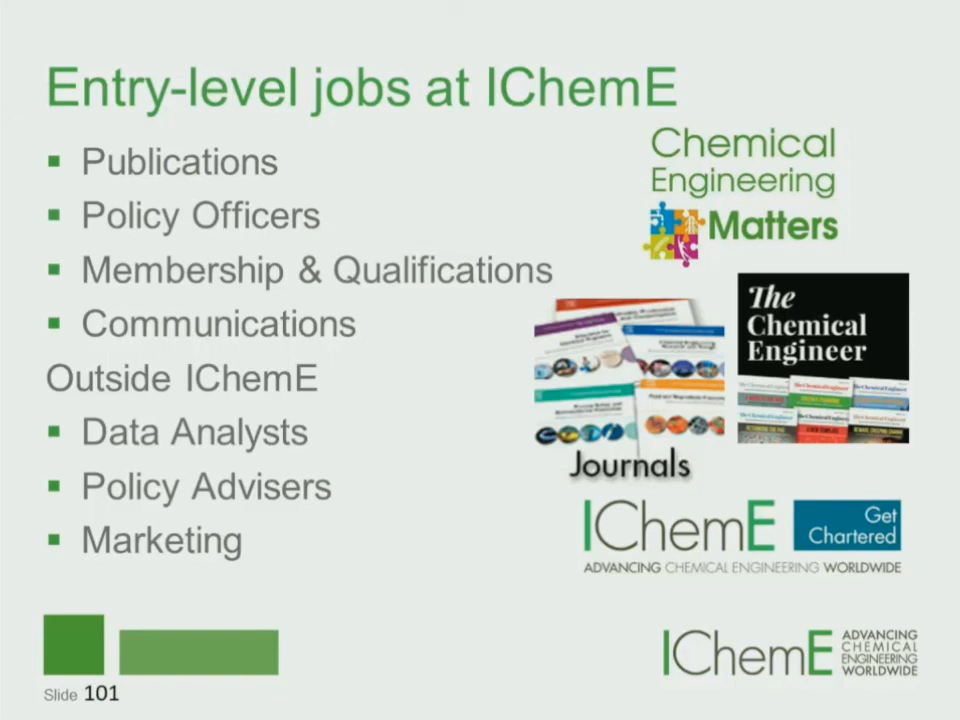 Entry-level jobs at IChemE
Publications
Policy Officers
Membership & Qualifications
Communications
Outside IChemE
Data Analysts
Policy Advisers
Marketing
Chemical
Engineering
Matters
The
Chemical
Engineer
Journals
IChemE
Get
Chartered
ADVANCING CHEMICAL ENGINEERING WORLDWIDE
IChemE
ADVANCING
CHEMICAL
ENGINEERING
WORLDWIDE
Slide 101